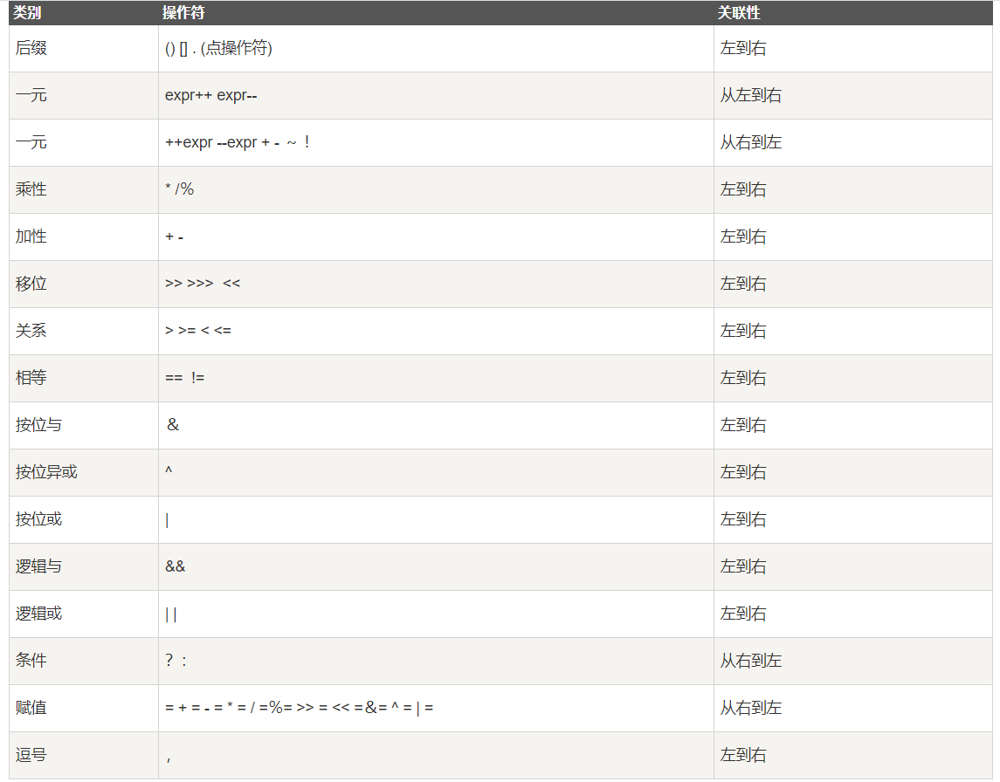 类别 操作符 关联性
后缀 () [] . (点操作符) 左到右
一元 expr++ expr-- 从左到右
一元 ++expr --expr + - ~ ! 从右到左
乘性 * /% 左到右
加性 + - 左到右
移位 >> >>> << 左到右
关系 > >= < <= 左到右
相等 == != 左到右
按位与 & 左到右
按位异或 ^ 左到右
按位或 | 左到右
逻辑与 && 左到右
逻辑或 | | 左到右
条件 ? : 从右到左
赋值 = + = - = * = / =%= >> = << =&= ^ = | = 从右到左
逗号 , 左到右